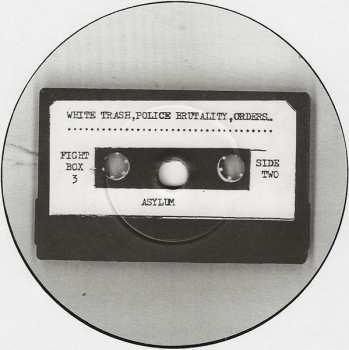 WHITE TRASH,POLICE BRUTALITY,ORDERS..
FIGHT
BOX
3
SIDE
TWO
ASYLUM